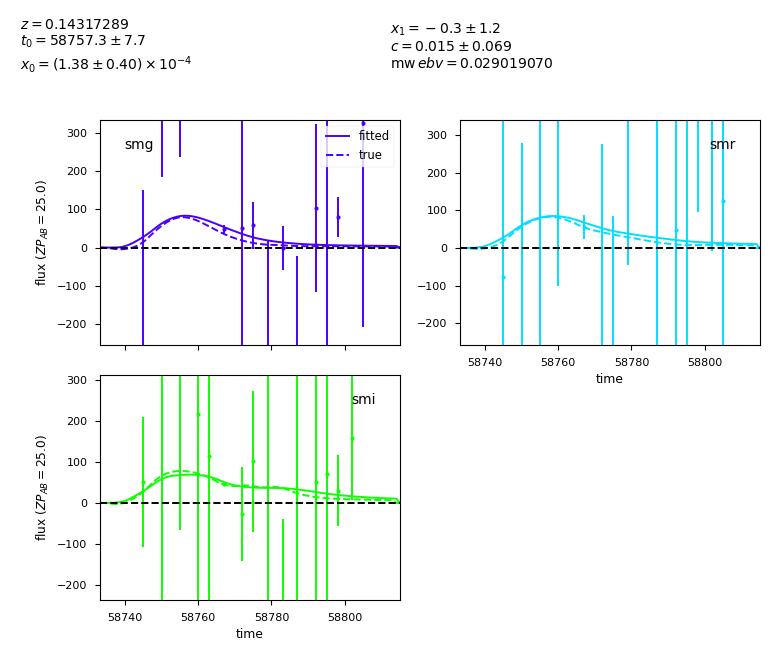 z = 0.14317289
t₀ = 58757.3 ± 7.7
x₀ = (1.38 ± 0.40) × 10⁻⁴
x₁ = −0.3 ± 1.2
c = 0.015 ± 0.069
mw ebv = 0.029019070
smg
fitted
true
300
200
100
0
−100
−200
flux (ZP_AB = 25.0)
smr
300
200
100
0
−100
−200
58740 58760 58780 58800
time
smi
300
200
100
0
−100
−200
flux (ZP_AB = 25.0)
58740 58760 58780 58800
time